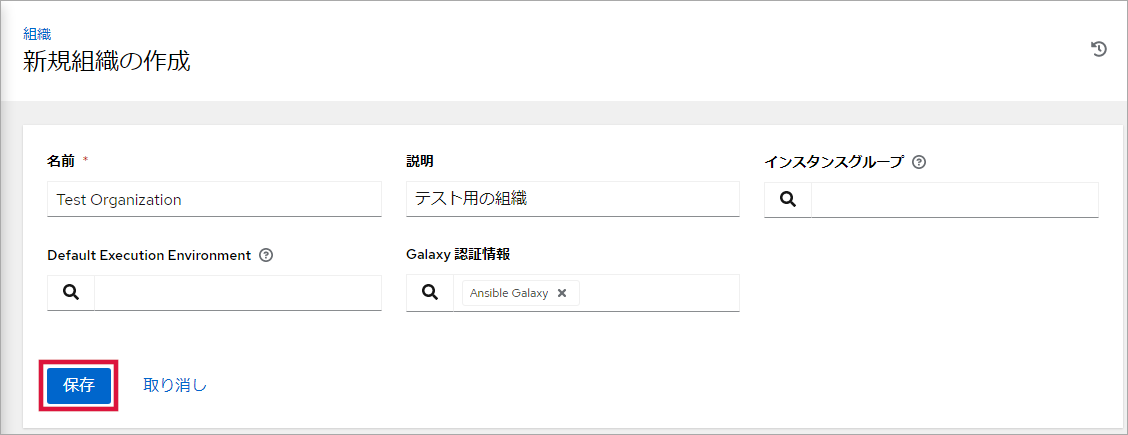 組織
新規組織の作成
名前 *
説明
インスタンスグループ
Test Organization
テスト用の組織
Default Execution Environment
Galaxy 認証情報
Ansible Galaxy
保存
取り消し